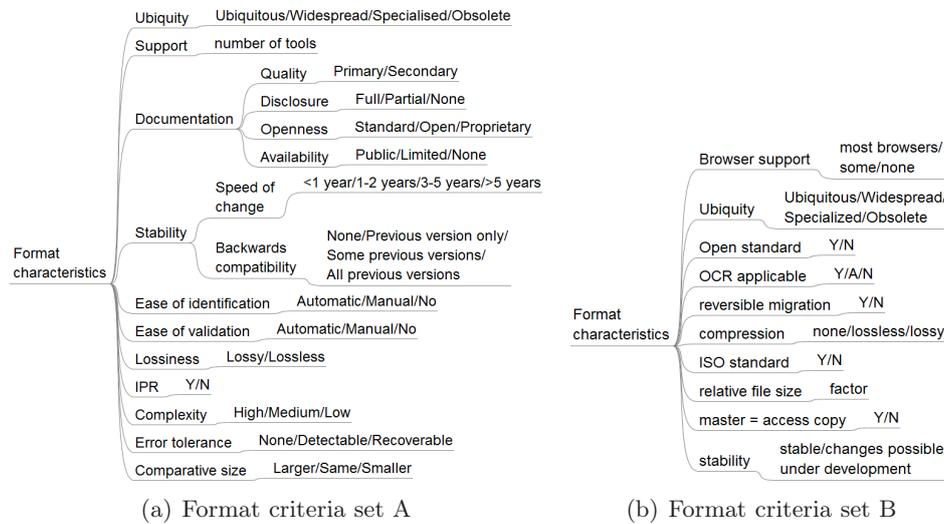 Ubiquity Ubiquitous/Widespread/Specialised/Obsolete
Support number of tools
Documentation
Quality Primary/Secondary
Disclosure Full/Partial/None
Openness Standard/Open/Proprietary
Availability Public/Limited/None
Stability
Speed of
change
<1 year/1-2 years/3-5 years/>5 years
Backwards
compatibility
None/Previous version only/
Some previous versions/
All previous versions
Format
characteristics
Ease of identification Automatic/Manual/No
Ease of validation Automatic/Manual/No
Lossiness Lossy/Lossless
IPR Y/N
Complexity High/Medium/Low
Error tolerance None/Detectable/Recoverable
Comparative size Larger/Same/Smaller
(a) Format criteria set A
Format
characteristics
Browser support
most browsers/
some/none
Ubiquity
Ubiquitous/Widespread/
Specialized/Obsolete
Open standard Y/N
OCR applicable Y/A/N
reversible migration Y/N
compression none/lossless/lossy
ISO standard Y/N
relative file size factor
master = access copy Y/N
stability
stable/changes possible
under development
(b) Format criteria set B